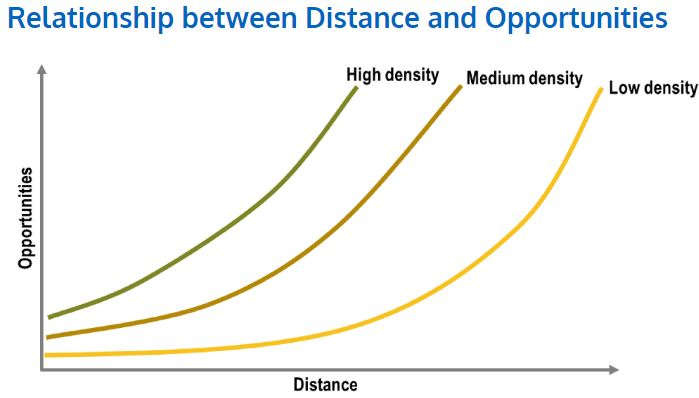 Relationship between Distance and Opportunities
High density
Medium density
Low density
Opportunities
Distance